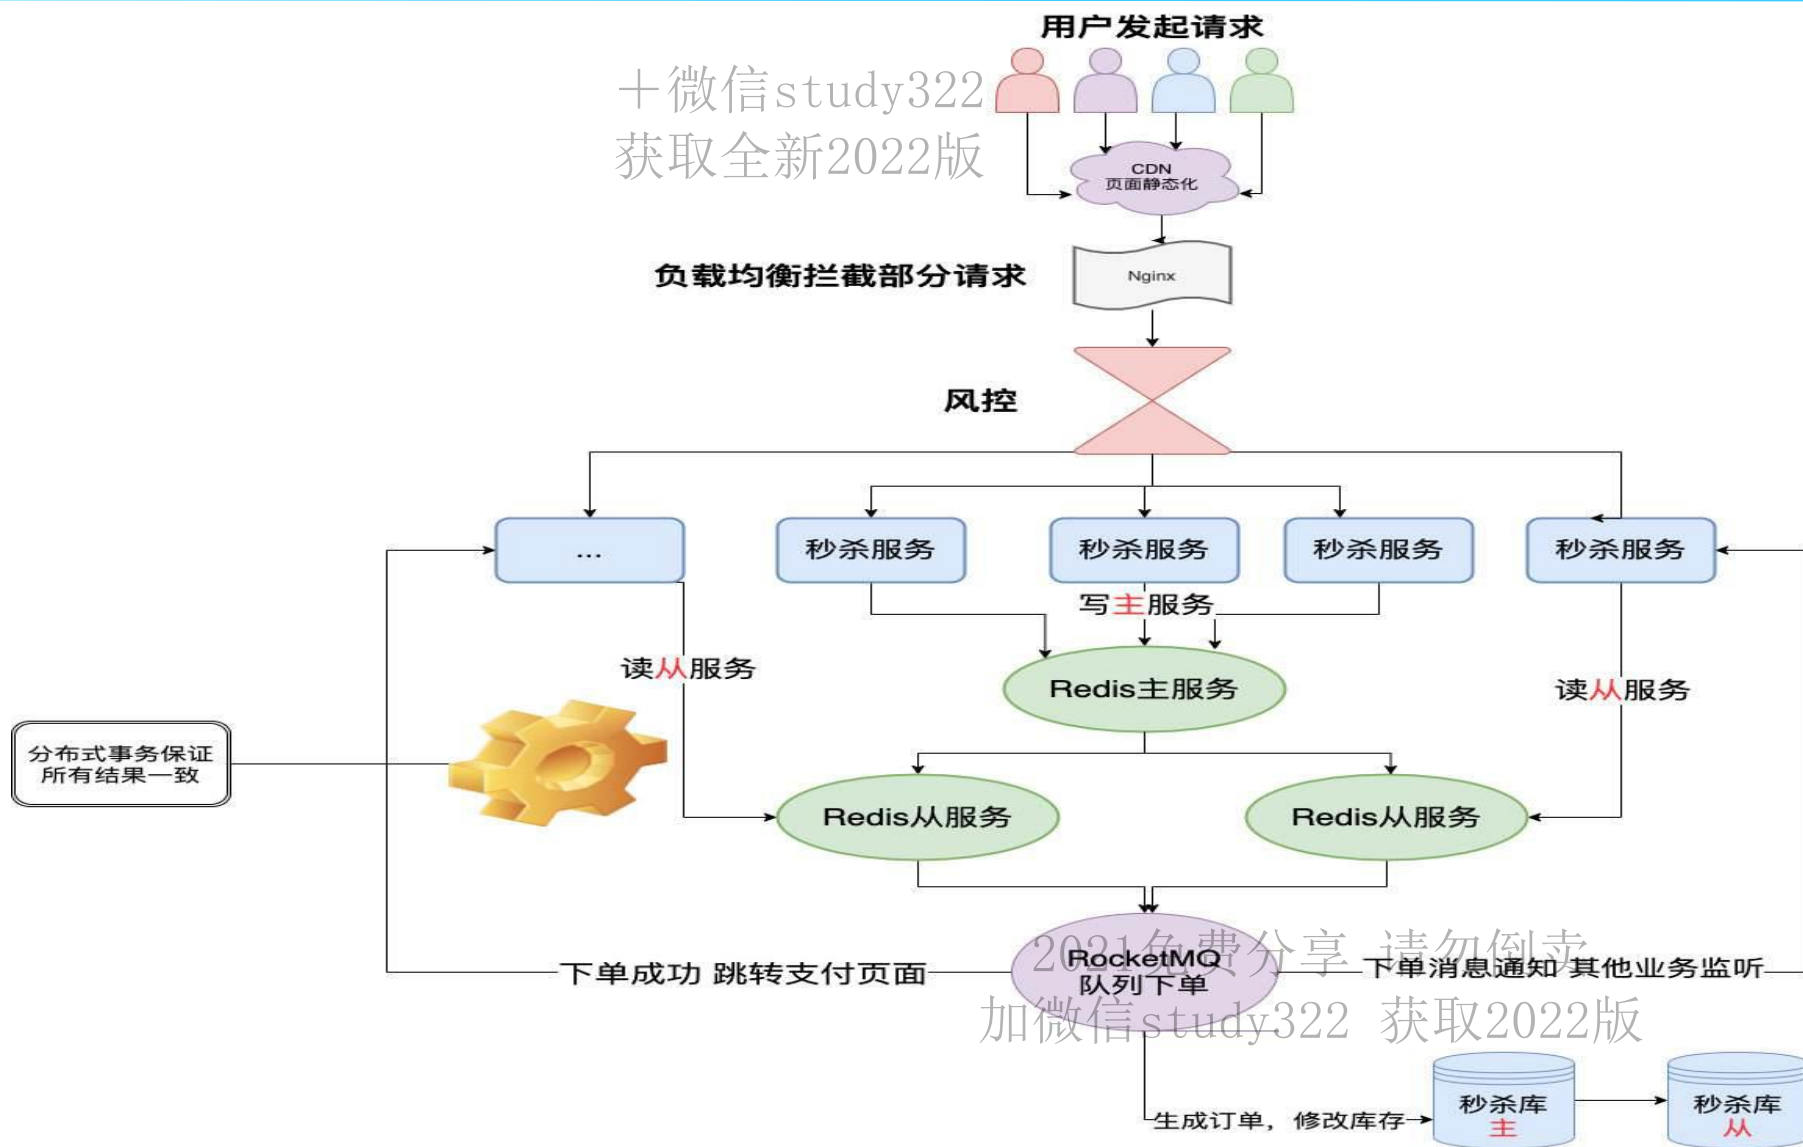 用户发起请求
＋微信study322
获取全新2022版
CDN
页面静态化
负载均衡拦截部分请求
Nginx
风控
...
秒杀服务
秒杀服务
秒杀服务
秒杀服务
写主服务
读从服务
Redis主服务
读从服务
分布式事务保证
所有结果一致
Redis从服务
Redis从服务
2021免费分享 请勿倒卖
下单成功 跳转支付页面
RocketMQ
队列下单
下单消息通知 其他业务监听
加微信study322 获取2022版
生成订单，修改库存
秒杀库
主
秒杀库
从